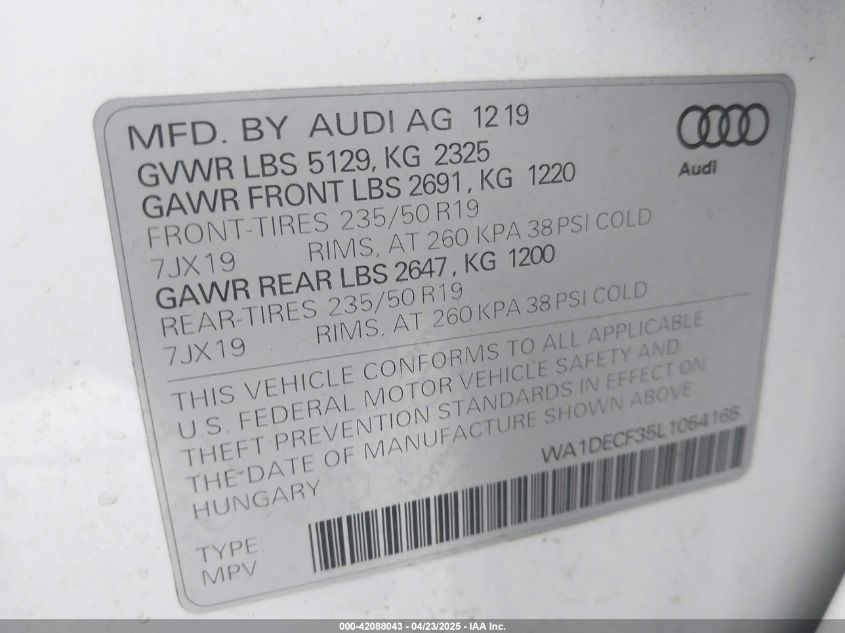 MFD. BY AUDI AG 12 19
GVWR LBS 5129, KG 2325
GAWR FRONT LBS 2691, KG 1220
FRONT-TIRES 235/50 R19
7JX19 RIMS, AT 260 KPA 38 PSI COLD
GAWR REAR LBS 2647, KG 1200
REAR-TIRES 235/50 R19
7JX19 RIMS, AT 260 KPA 38 PSI COLD
Audi
THIS VEHICLE CONFORMS TO ALL APPLICABLE
U.S. FEDERAL MOTOR VEHICLE SAFETY AND
THEFT PREVENTION STANDARDS IN EFFECT ON
THE-DATE OF MANUFACTURE SHOWN ABOVE.
HUNGARY
WA1DECF35L1054165
TYPE:
MPV
000-42088043 - 04/23/2025 - IAA Inc.